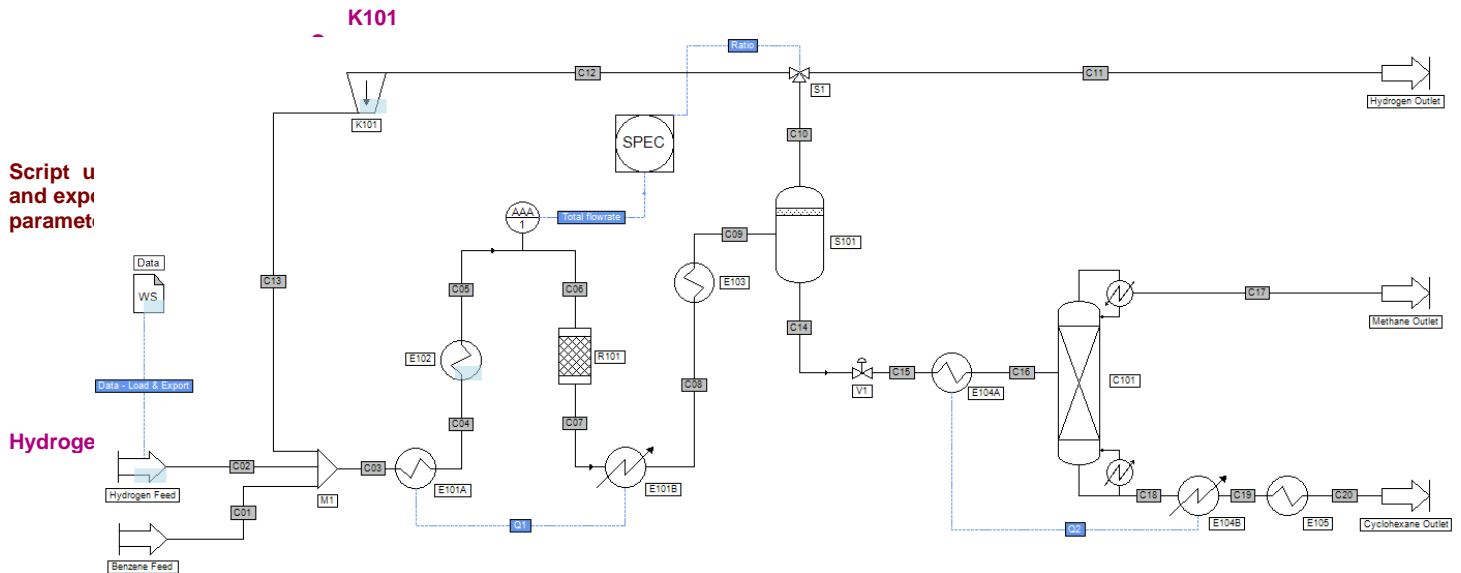 K101
C12
Ratio
S1
C11
Hydrogen Outlet
K101
SPEC
C10
Script u
and exp
paramet
AAA
1
Total flowrate
C09
S101
Data
WS
C13
C05
C06
E103
C17
Methane Outlet
C14
E102
R101
Data - Load & Export
C08
C15
C16
C101
V1
E104A
C04
C07
Hydroge
C02
C03
M1
E101A
E101B
Hydrogen Feed
C01
Q1
C18
C19
C20
E104B
E105
Cyclohexane Outlet
Q2
Benzene Feed